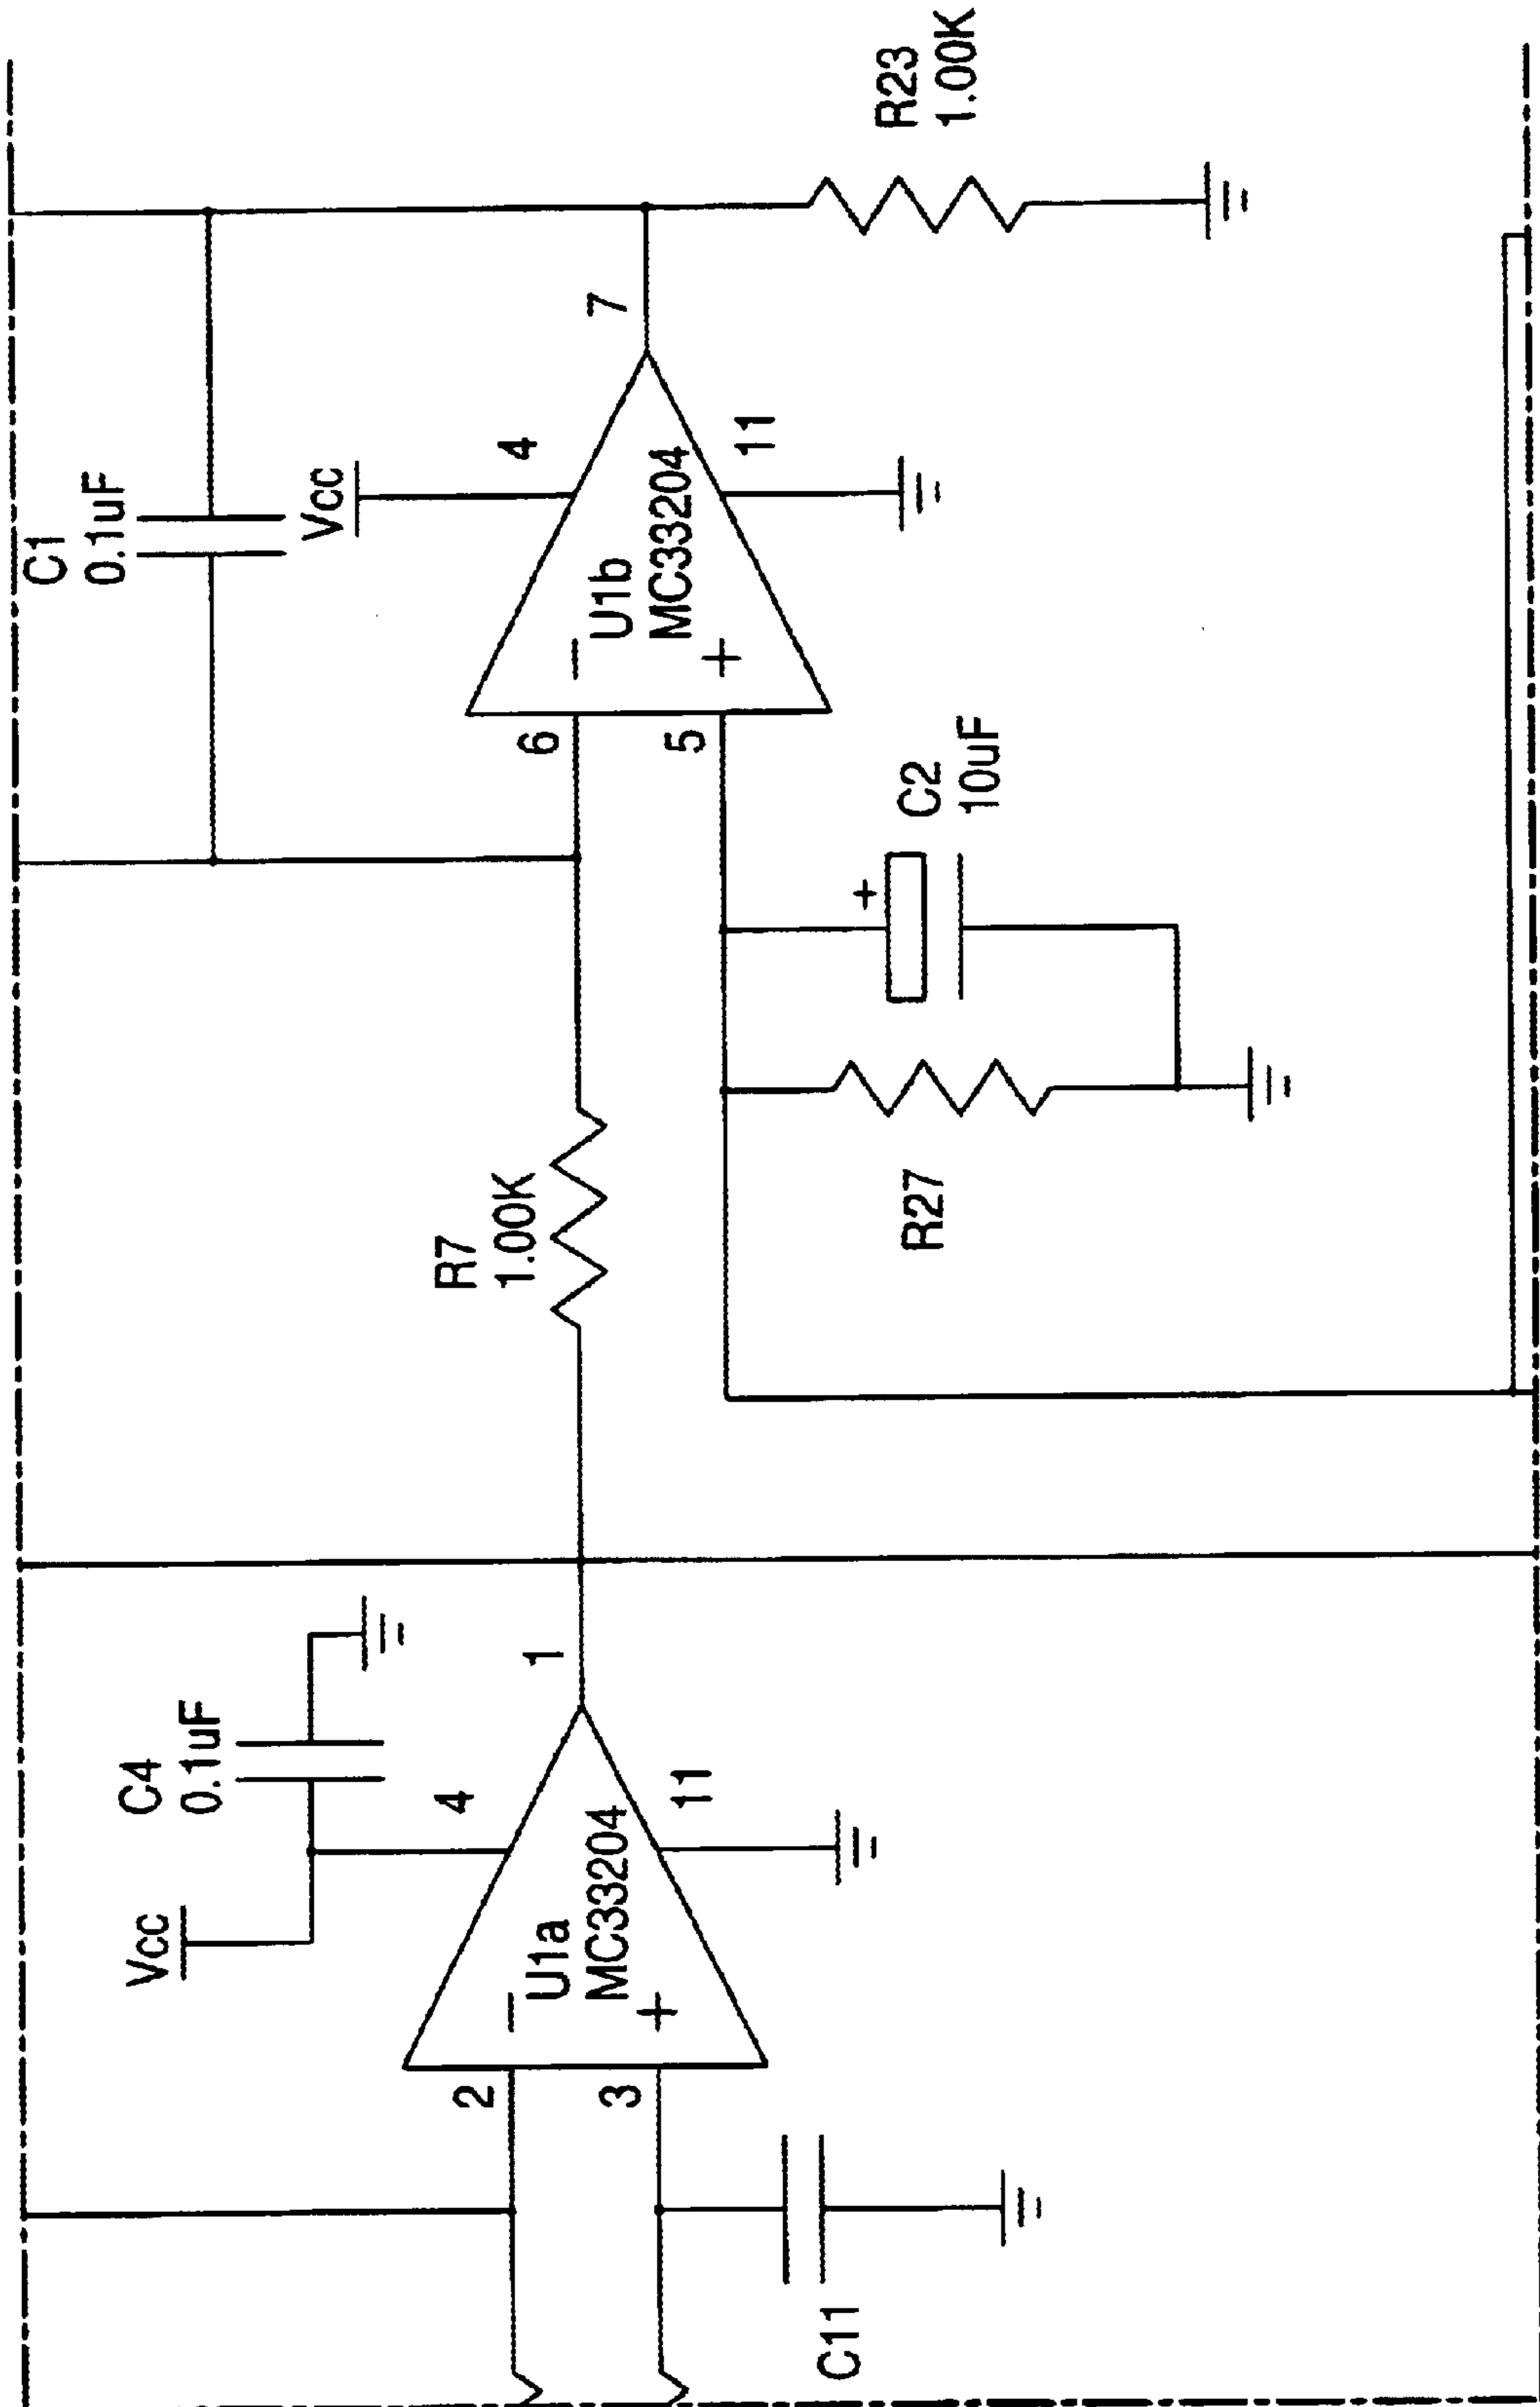 C1
0.1uF
Vcc
4
6
U1b
MC33204
−
+
7
5
11
R23
1.00K
R7
1.00K
C2
10uF
+
R27
C4
0.1uF
Vcc
4
2
U1a
MC33204
−
+
1
3
11
C11